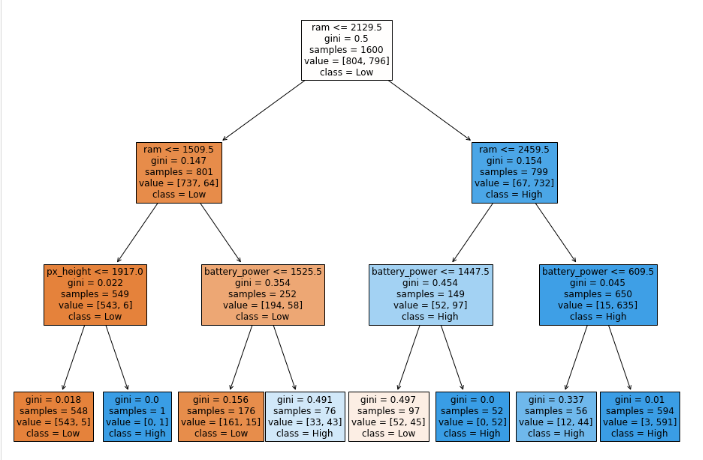 ram <= 2129.5
gini = 0.5
samples = 1600
value = [804, 796]
class = Low
ram <= 1509.5
gini = 0.147
samples = 801
value = [737, 64]
class = Low
ram <= 2459.5
gini = 0.154
samples = 799
value = [67, 732]
class = High
px_height <= 1917.0
gini = 0.022
samples = 549
value = [543, 6]
class = Low
battery_power <= 1525.5
gini = 0.354
samples = 252
value = [194, 58]
class = Low
battery_power <= 1447.5
gini = 0.454
samples = 149
value = [52, 97]
class = High
battery_power <= 609.5
gini = 0.045
samples = 650
value = [15, 635]
class = High
gini = 0.018
samples = 548
value = [543, 5]
class = Low
gini = 0.0
samples = 1
value = [0, 1]
class = High
gini = 0.156
samples = 176
value = [161, 15]
class = Low
gini = 0.491
samples = 76
value = [33, 43]
class = High
gini = 0.497
samples = 97
value = [52, 45]
class = Low
gini = 0.0
samples = 52
value = [0, 52]
class = High
gini = 0.337
samples = 56
value = [12, 44]
class = High
gini = 0.01
samples = 594
value = [3, 591]
class = High